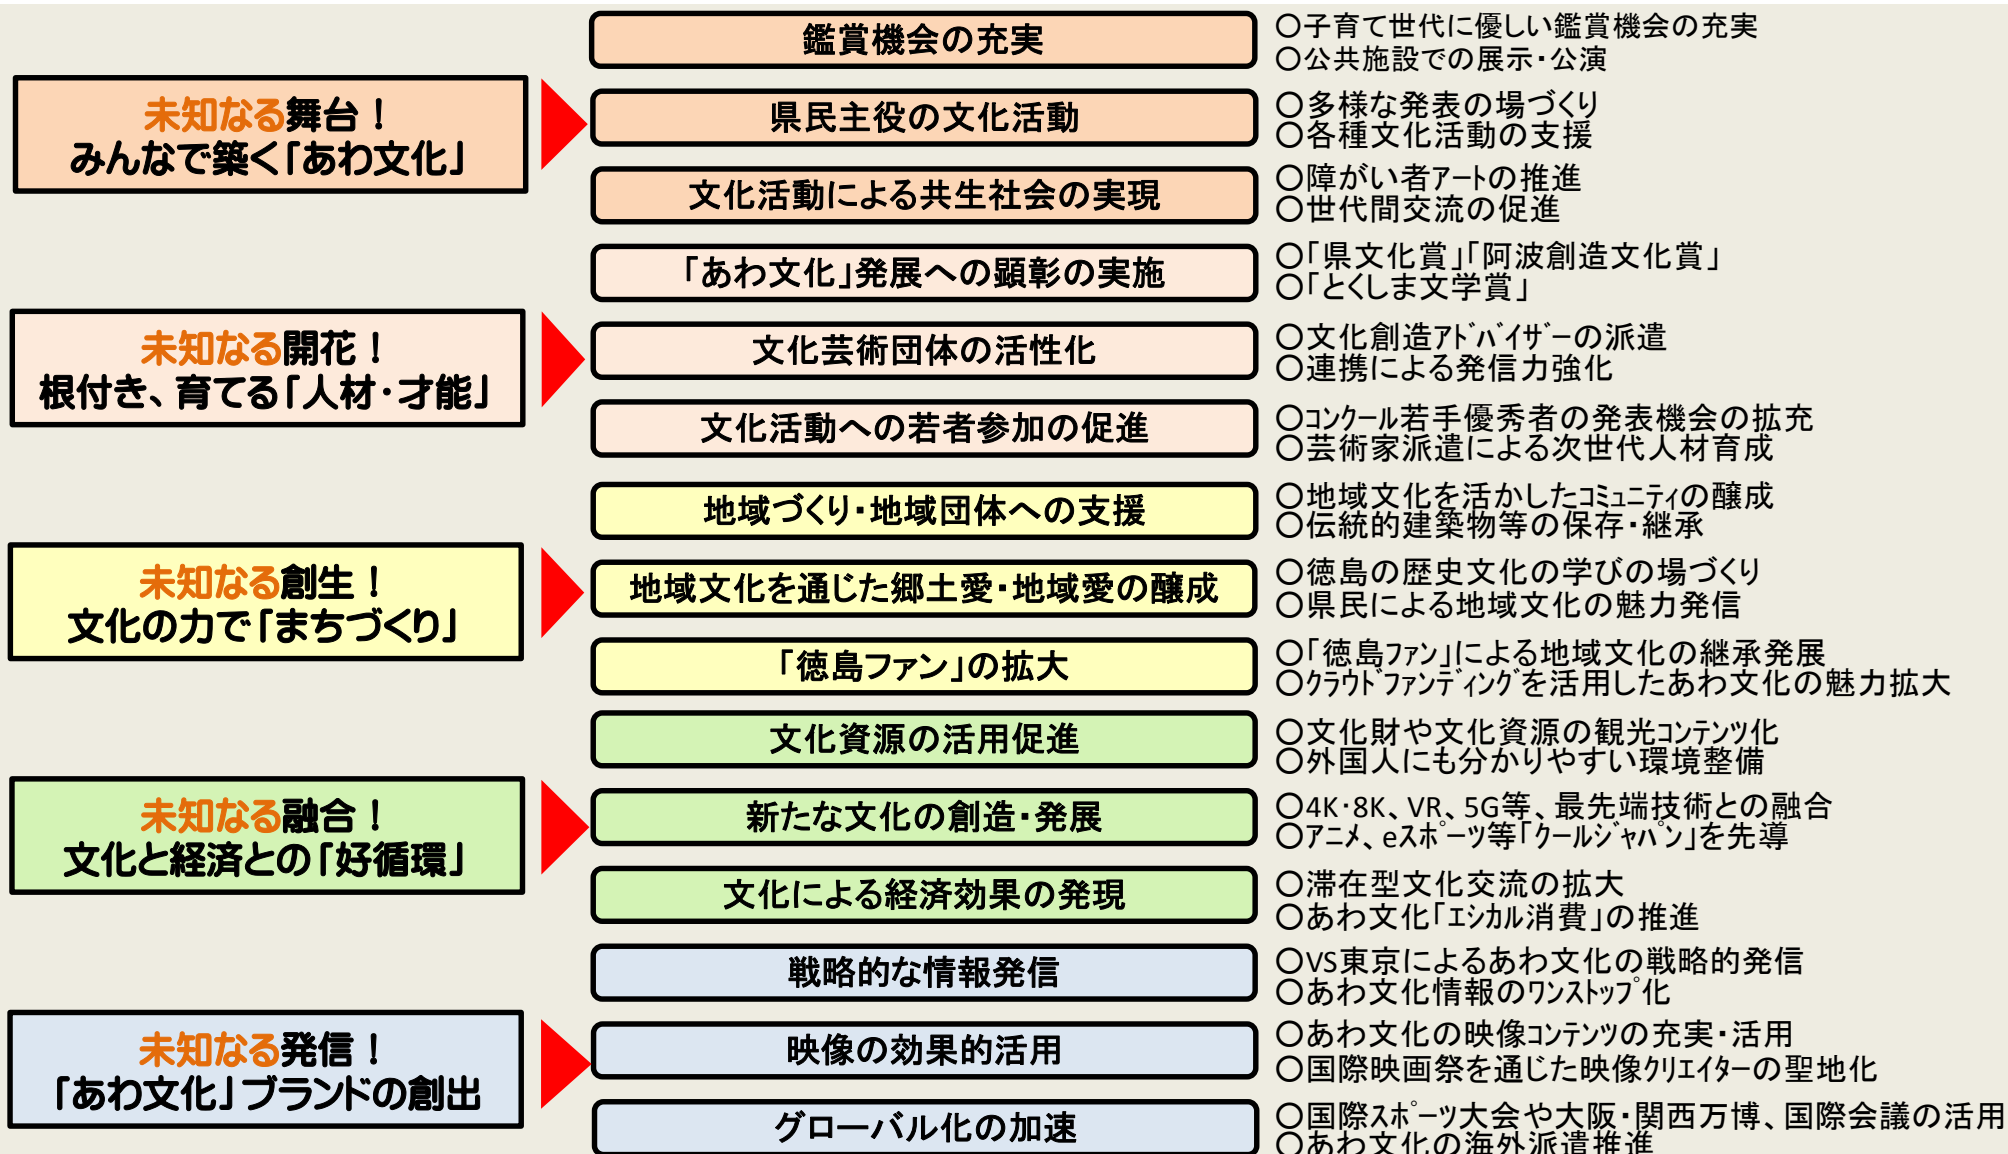 未知なる舞台！
みんなで築く「あわ文化」
鑑賞機会の充実
○子育て世代に優しい鑑賞機会の充実
○公共施設での展示・公演
県民主役の文化活動
○多様な発表の場づくり
○各種文化活動の支援
文化活動による共生社会の実現
○障がい者ｱｰﾄの推進
○世代間交流の促進
未知なる開花！
根付き、育てる「人材・才能」
「あわ文化」発展への顕彰の実施
○「県文化賞」「阿波創造文化賞」
○「とくしま文学賞」
文化芸術団体の活性化
○文化創造ｱﾄﾞﾊﾞｲｻﾞｰの派遣
○連携による発信力強化
文化活動への若者参加の促進
○ｺﾝｸｰﾙ若手優秀者の発表機会の拡充
○芸術家派遣による次世代人材育成
未知なる創生！
文化の力で「まちづくり」
地域づくり・地域団体への支援
○地域文化を活かしたｺﾐｭﾆﾃｨの醸成
○伝統的建築物等の保存・継承
地域文化を通じた郷土愛・地域愛の醸成
○徳島の歴史文化の学びの場づくり
○県民による地域文化の魅力発信
「徳島ファン」の拡大
○「徳島ﾌｧﾝ」による地域文化の継承発展
○ｸﾗｳﾄﾞﾌｧﾝﾃﾞｨﾝｸﾞを活用したあわ文化の魅力拡大
未知なる融合！
文化と経済との「好循環」
文化資源の活用促進
○文化財や文化資源の観光ｺﾝﾃﾝﾂ化
○外国人にも分かりやすい環境整備
新たな文化の創造・発展
○4K・8K、VR、5G等、最先端技術との融合
○ｱﾆﾒ、eｽﾎﾟｰﾂ等「ｸｰﾙｼﾞｬﾊﾟﾝ」を先導
文化による経済効果の発現
○滞在型文化交流の拡大
○あわ文化「ｴｼｶﾙ消費」の推進
未知なる発信！
「あわ文化」ブランドの創出
戦略的な情報発信
○VS東京によるあわ文化の戦略的発信
○あわ文化情報のﾜﾝｽﾄｯﾌﾟ化
映像の効果的活用
○あわ文化の映像ｺﾝﾃﾝﾂの充実・活用
○国際映画祭を通じた映像ｸﾘｴｲﾀｰの聖地化
グローバル化の加速
○国際ｽﾎﾟｰﾂ大会や大阪・関西万博、国際会議の活用
○あわ文化の海外派遣推進